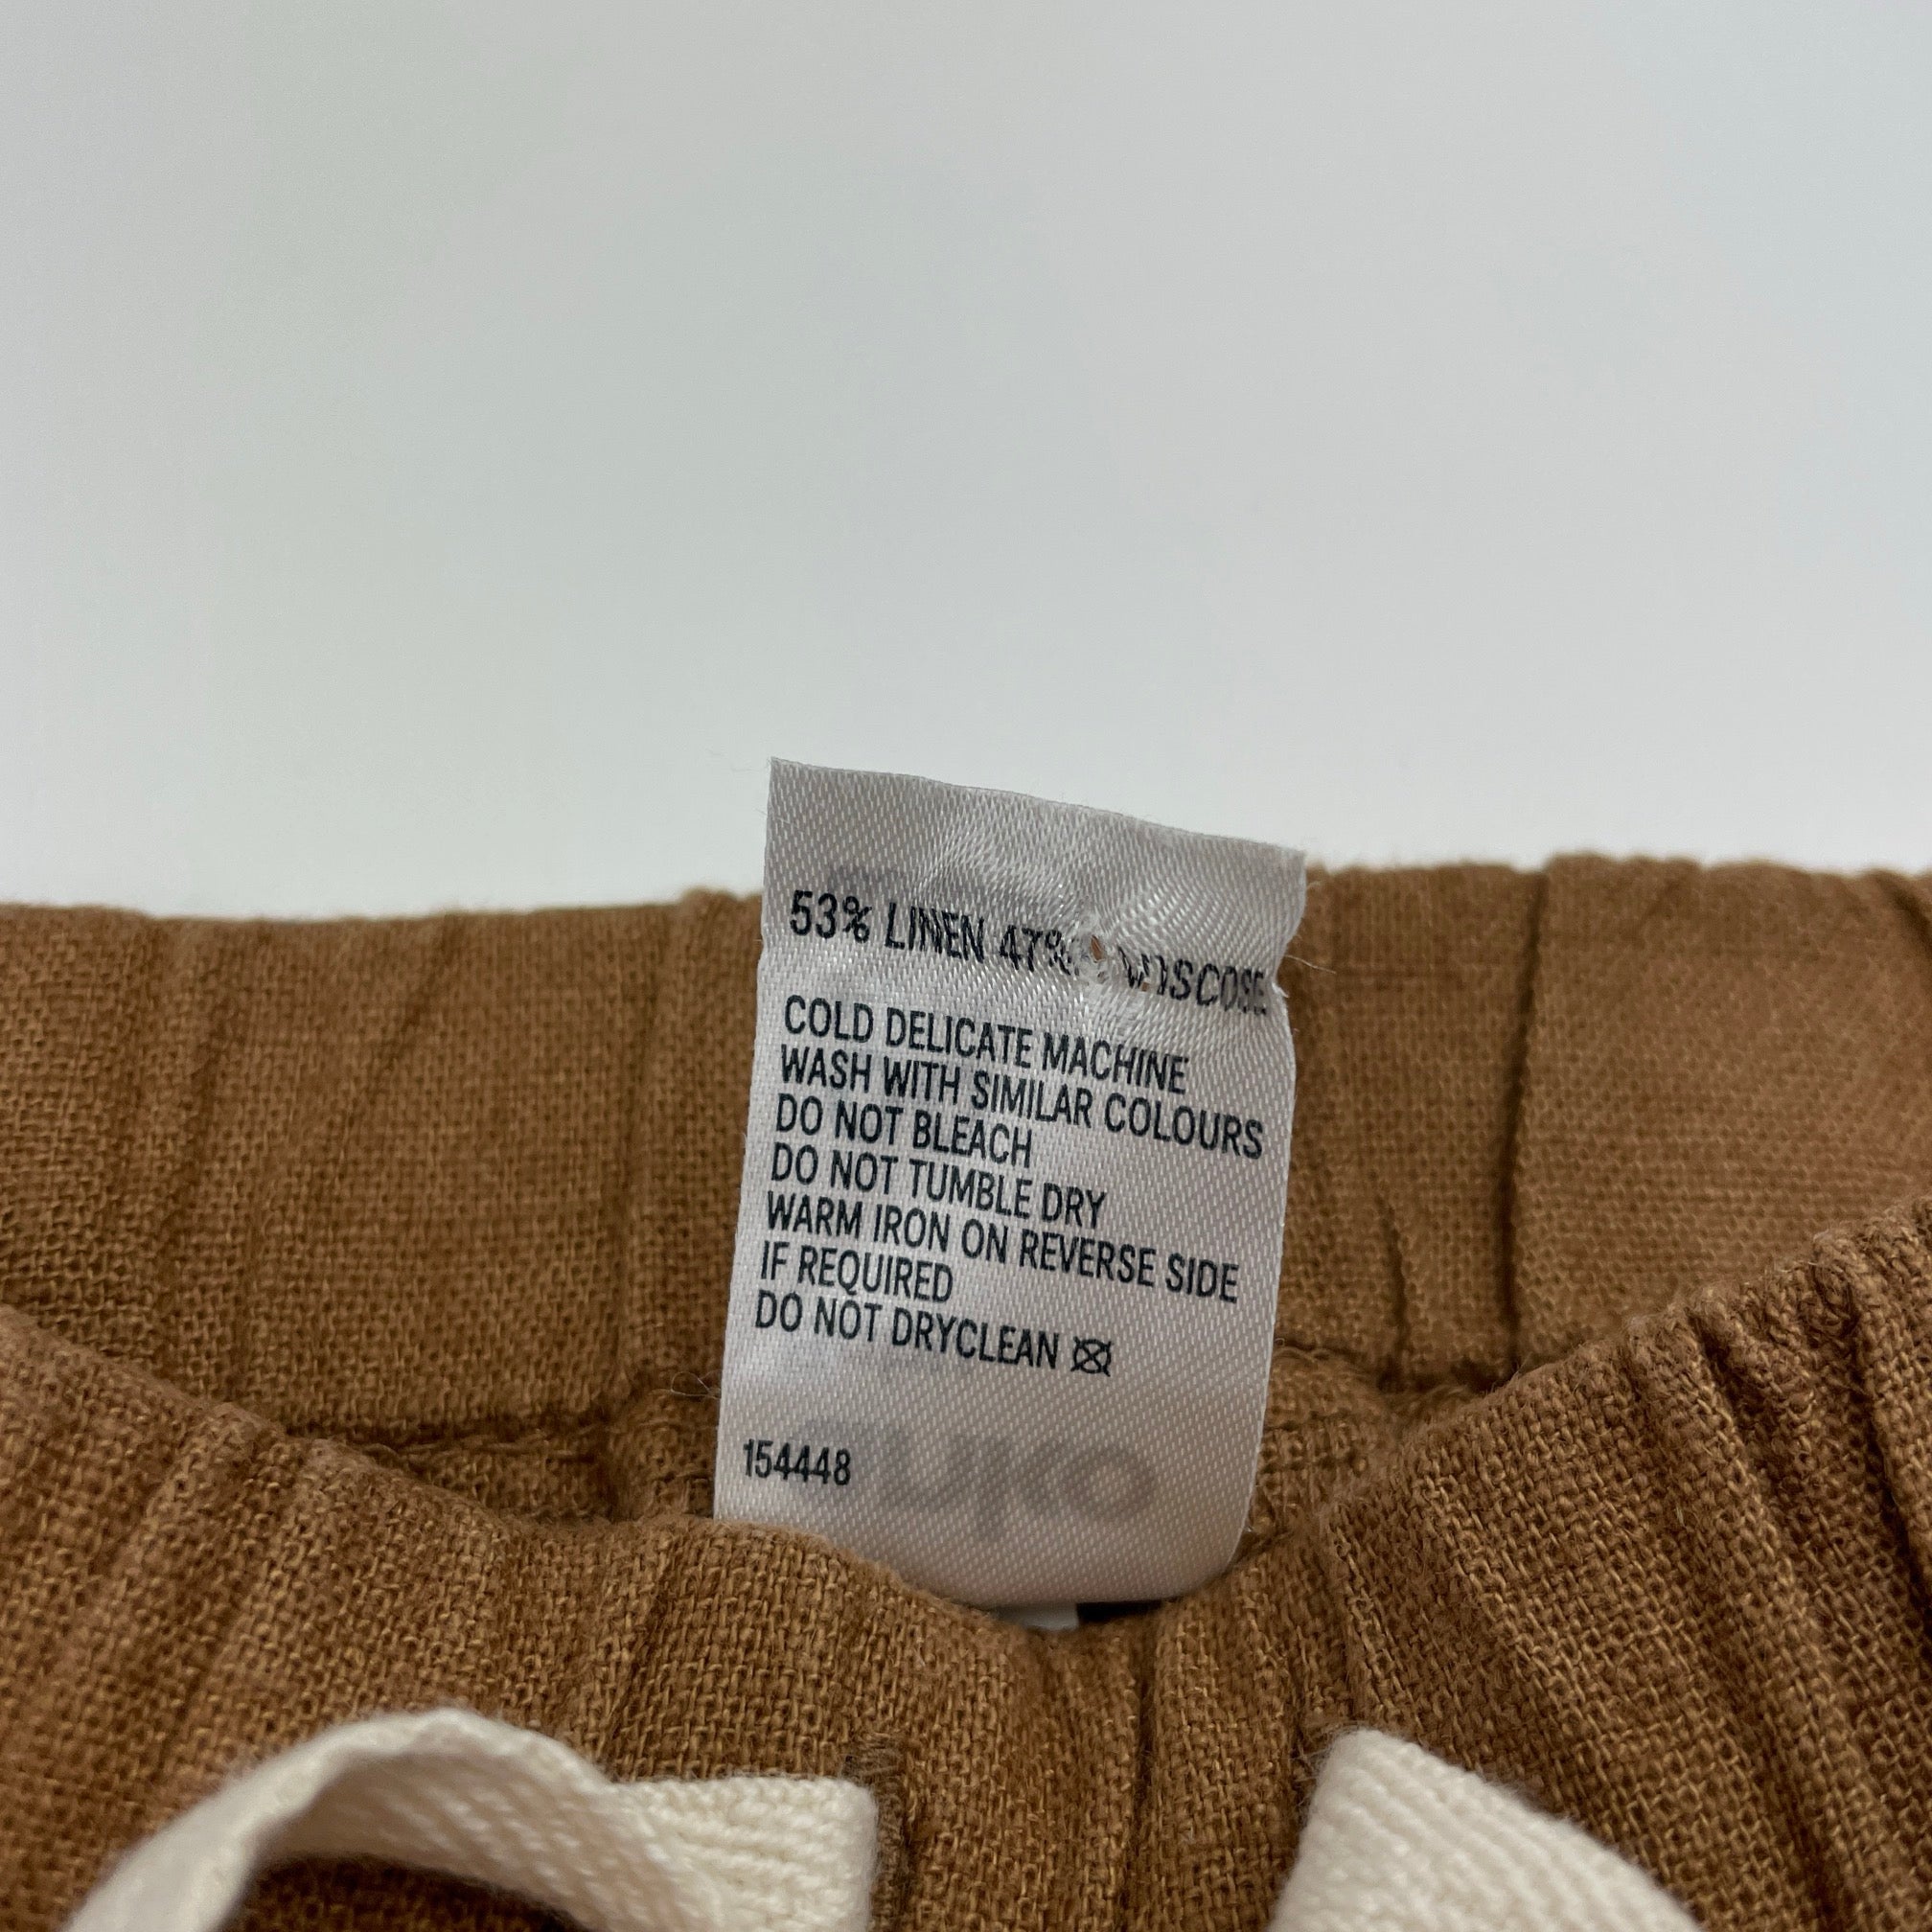 53% LINEN 47% VISCOSE
COLD DELICATE MACHINE
WASH WITH SIMILAR COLOURS
DO NOT BLEACH
DO NOT TUMBLE DRY
WARM IRON ON REVERSE SIDE
IF REQUIRED
DO NOT DRYCLEAN
154448